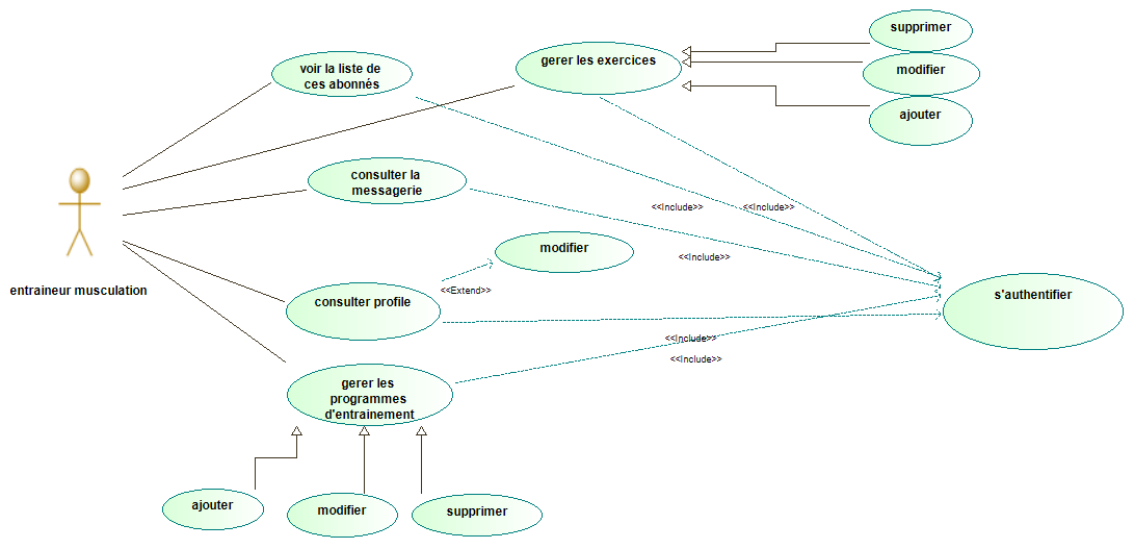 supprimer
gerer les exercices
voir la liste de
ces abonnés
modifier
ajouter
consulter la
messagerie
<<Include>>
<<Include>>
modifier
<<Include>>
entraineur musculation
<<Extend>>
consulter profile
s'authentifier
<<Include>>
<<Include>>
gerer les
programmes
d'entrainement
ajouter
modifier
supprimer